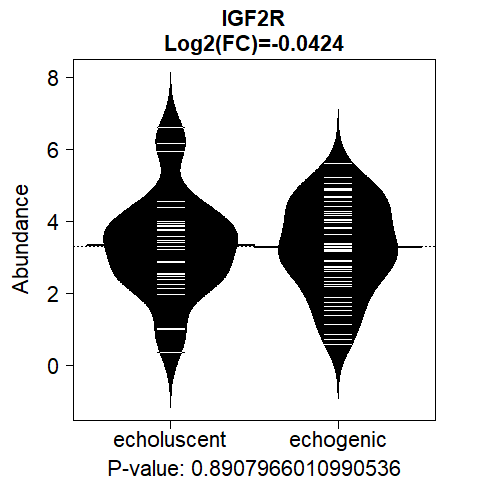 IGF2R
Log2(FC)=-0.0424
Abundance
8
6
4
2
0
echoluscent echogenic
P-value: 0.8907966010990536